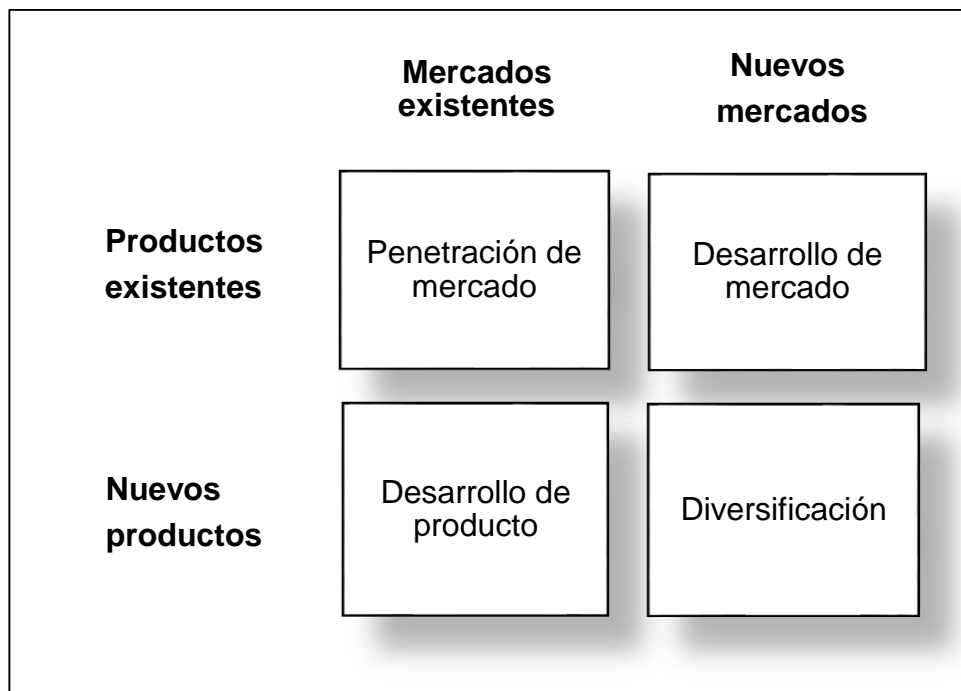 Mercados
existentes
Nuevos
mercados
Productos
existentes
Penetración de
mercado
Desarrollo de
mercado
Nuevos
productos
Desarrollo de
producto
Diversificación